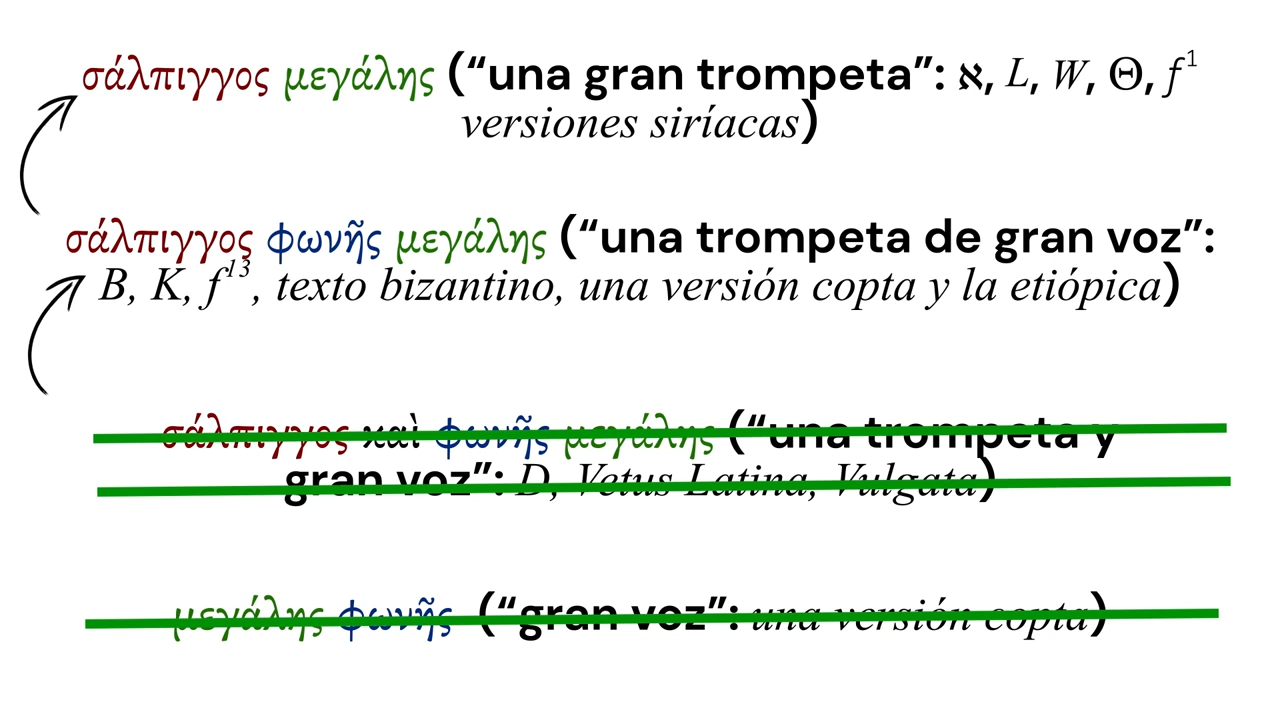 σάλπιγγος μεγάλης (“una gran trompeta”: א, L, W, Θ, f¹
versiones siríacas)
σάλπιγγος φωνῆς μεγάλης (“una trompeta de gran voz”:
B, K, f¹³, texto bizantino, una versión copta y la etiópica)
σάλπιγγος καὶ φωνῆς μεγάλης (“una trompeta y
gran voz”: D, Vetus Latina, Vulgata)
μεγάλης φωνῆς (“gran voz”: una versión copta)